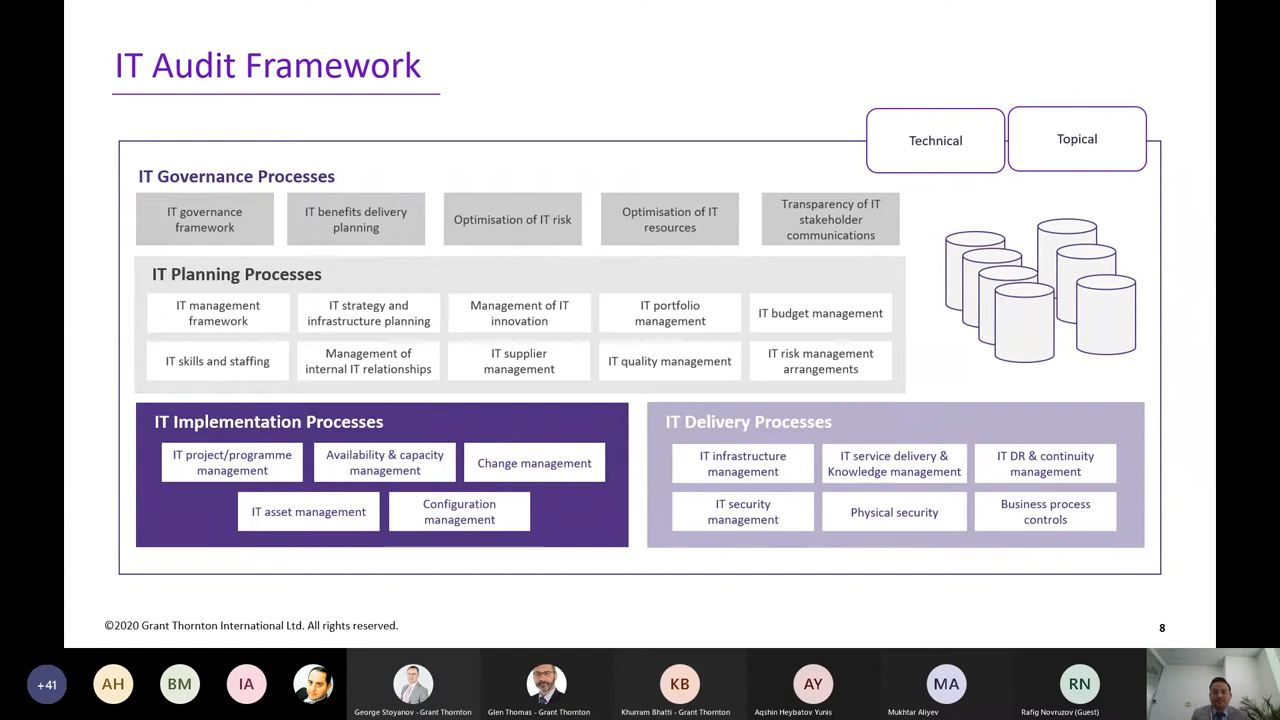 IT Audit Framework
Technical
Topical
IT Governance Processes
IT governance
framework
IT benefits delivery
planning
Optimisation of IT risk
Optimisation of IT
resources
Transparency of IT
stakeholder
communications
IT Planning Processes
IT management
framework
IT strategy and
infrastructure planning
Management of IT
innovation
IT portfolio
management
IT budget management
IT skills and staffing
Management of
internal IT relationships
IT supplier
management
IT quality management
IT risk management
arrangements
IT Implementation Processes
IT project/programme
management
Availability & capacity
management
Change management
IT asset management
Configuration
management
IT Delivery Processes
IT infrastructure
management
IT service delivery &
Knowledge management
IT DR & continuity
management
IT security
management
Physical security
Business process
controls
©2020 Grant Thornton International Ltd. All rights reserved.
8
+41
AH
BM
IA
George Stoyanov - Grant Thornton
Glen Thomas - Grant Thornton
KB
Khurram Bhatti - Grant Thornton
AY
Aqshin Heybatov Yunis
MA
Mukhtar Aliyev
RN
Rafig Novruzov (Guest)